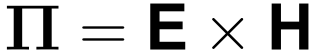 Π = E × H